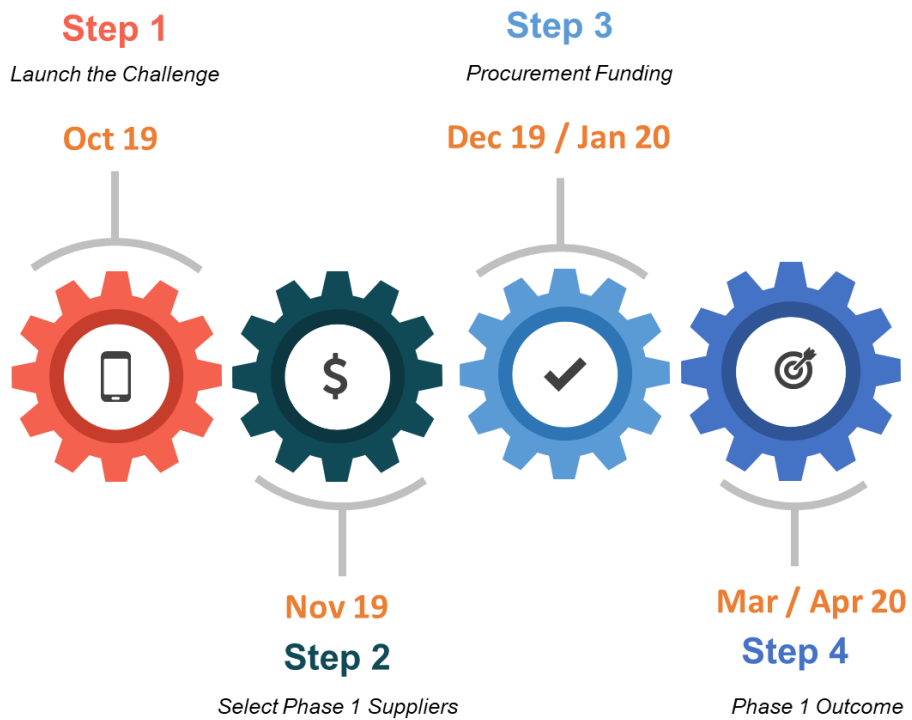 Step 1
Launch the Challenge
Oct 19
Step 3
Procurement Funding
Dec 19 / Jan 20
$
Nov 19
Step 2
Select Phase 1 Suppliers
Mar / Apr 20
Step 4
Phase 1 Outcome